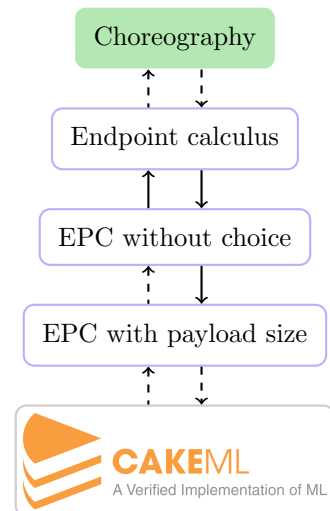 Choreography
Endpoint calculus
EPC without choice
EPC with payload size
CAKEML
A Verified Implementation of ML